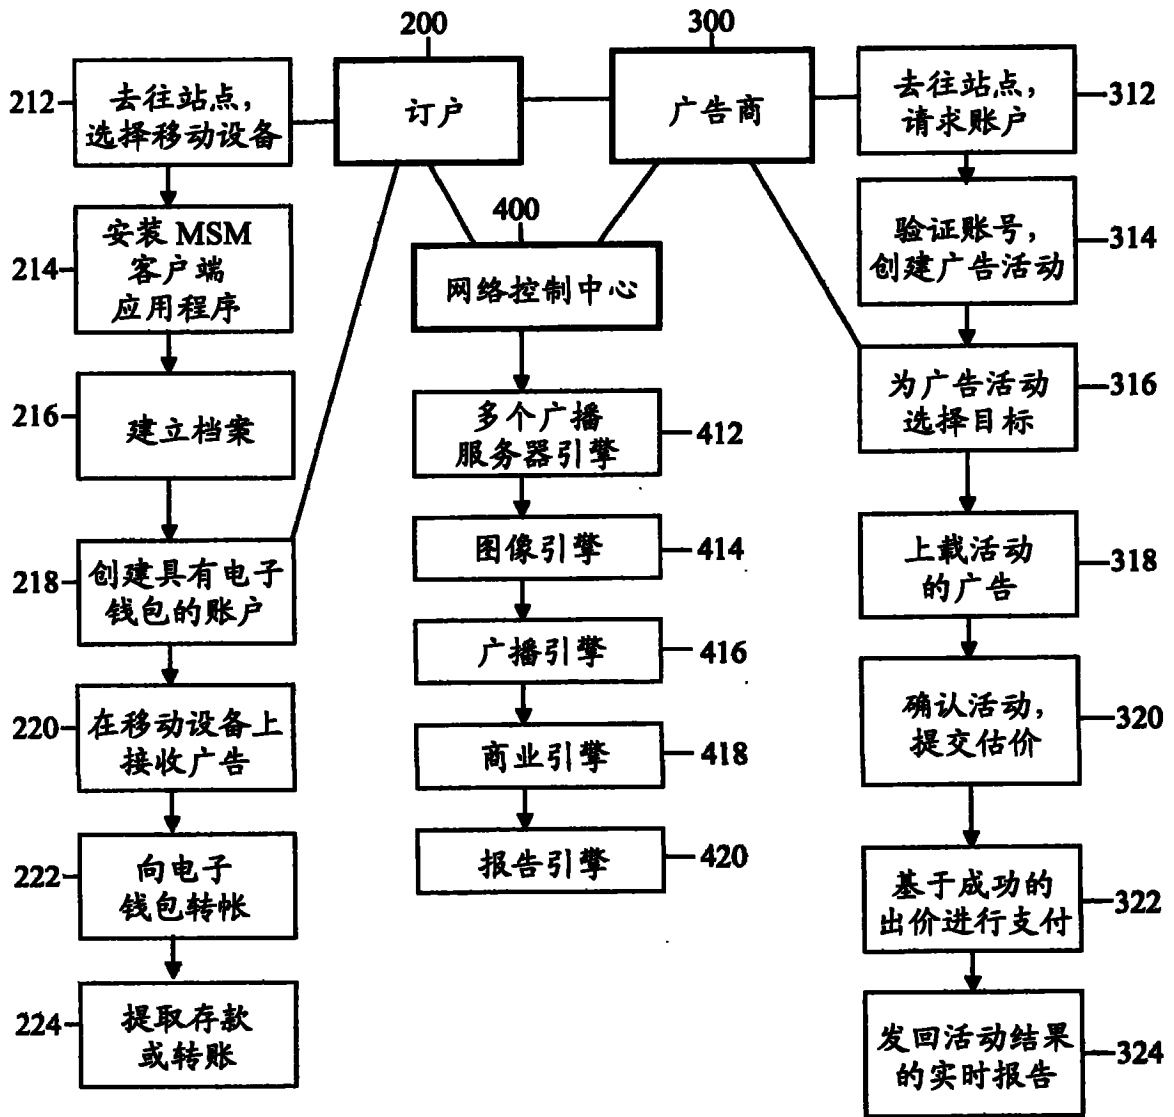 200
300
212
去往站点,
选择移动设备
订户
广告商
去往站点,
请求账户
312
214
安装 MSM
客户端
应用程序
400
网络控制中心
验证账号,
创建广告活动
314
216
建立档案
多个广播
服务器引擎
412
为广告活动
选择目标
316
218
创建具有电子
钱包的账户
图像引擎
414
上载活动
的广告
318
广播引擎
416
220
在移动设备上
接收广告
商业引擎
418
确认活动,
提交估价
320
222
向电子
钱包转帐
报告引擎
420
基于成功的
出价进行支付
322
224
提取存款
或转账
发回活动结果
的实时报告
324